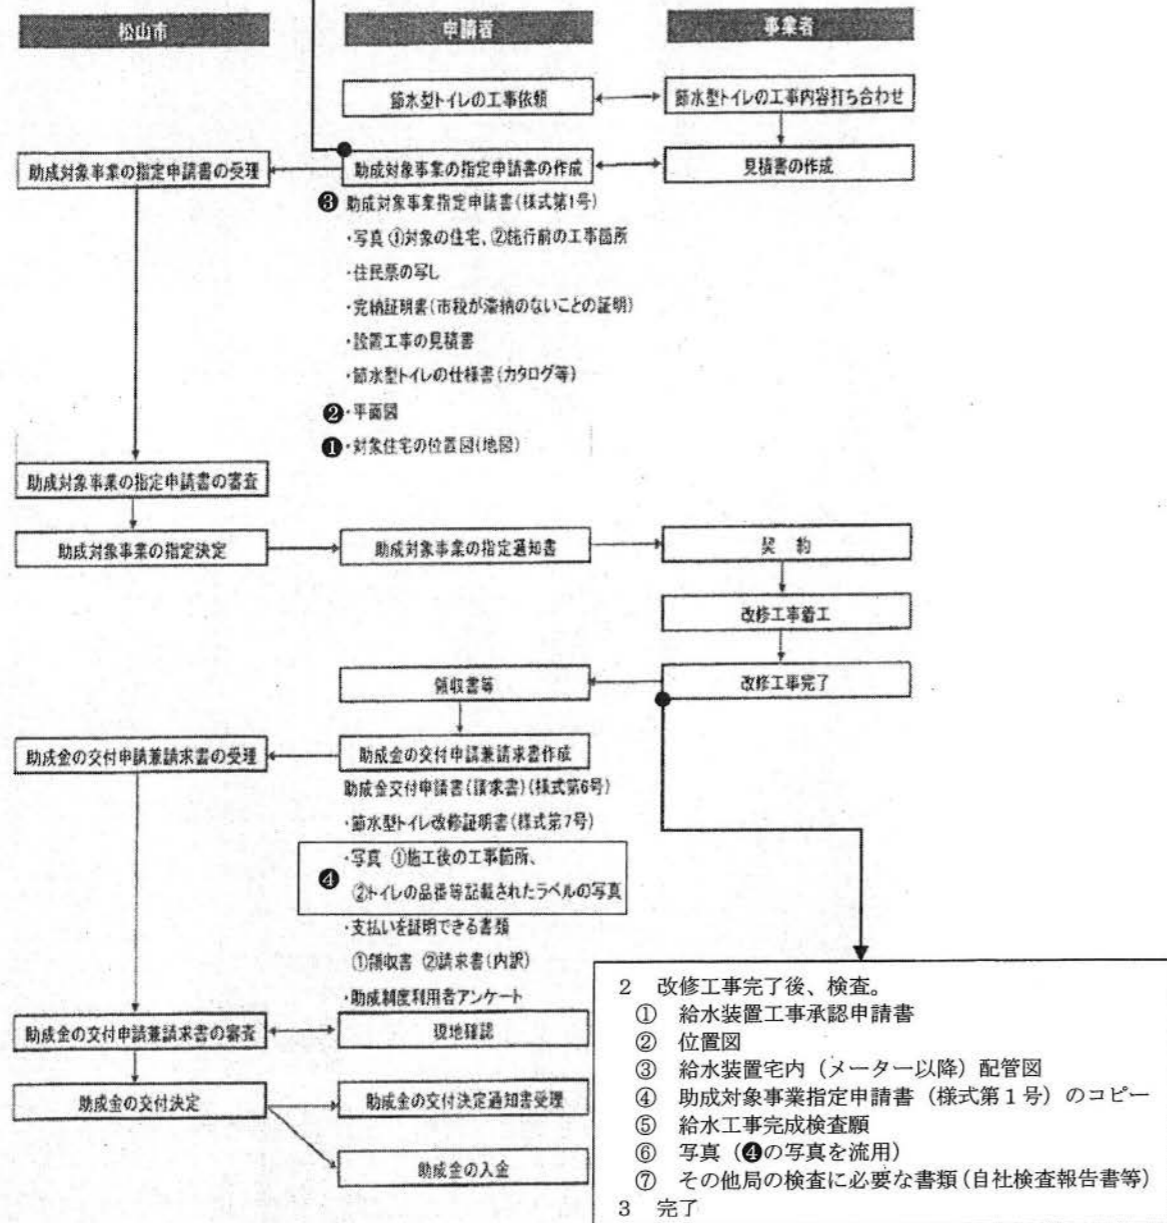 松山市
申請者
事業者
節水型トイレの工事依頼
節水型トイレの工事内容打ち合わせ
助成対象事業の指定申請書の受理
助成対象事業の指定申請書の作成
見積書の作成
❸ 助成対象事業指定申請書(様式第1号)
・写真 ①対象の住宅、②施行前の工事箇所
・住民票の写し
・完納証明書(市税が滞納のないことの証明)
・設置工事の見積書
・節水型トイレの仕様書(カタログ等)
❷・平面図
❶・対象住宅の位置図(地図)
助成対象事業の指定申請書の審査
助成対象事業の指定決定
助成対象事業の指定通知書
契 約
改修工事着工
領収書等
改修工事完了
助成金の交付申請兼請求書の受理
助成金の交付申請兼請求書作成
助成金交付申請書(請求書)(様式第6号)
・節水型トイレ改修証明書(様式第7号)
❹ ・写真 ①施工後の工事箇所、
②トイレの品番等記載されたラベルの写真
・支払いを証明できる書類
①領収書 ②請求書(内訳)
・助成制度利用者アンケート
助成金の交付申請兼請求書の審査
現地確認
助成金の交付決定
助成金の交付決定通知書受理
助成金の入金
2 改修工事完了後、検査。
① 給水装置工事承認申請書
② 位置図
③ 給水装置宅内（メーター以降）配管図
④ 助成対象事業指定申請書（様式第１号）のコピー
⑤ 給水工事完成検査願
⑥ 写真（❹の写真を流用）
⑦ その他局の検査に必要な書類（自社検査報告書等）
3 完了